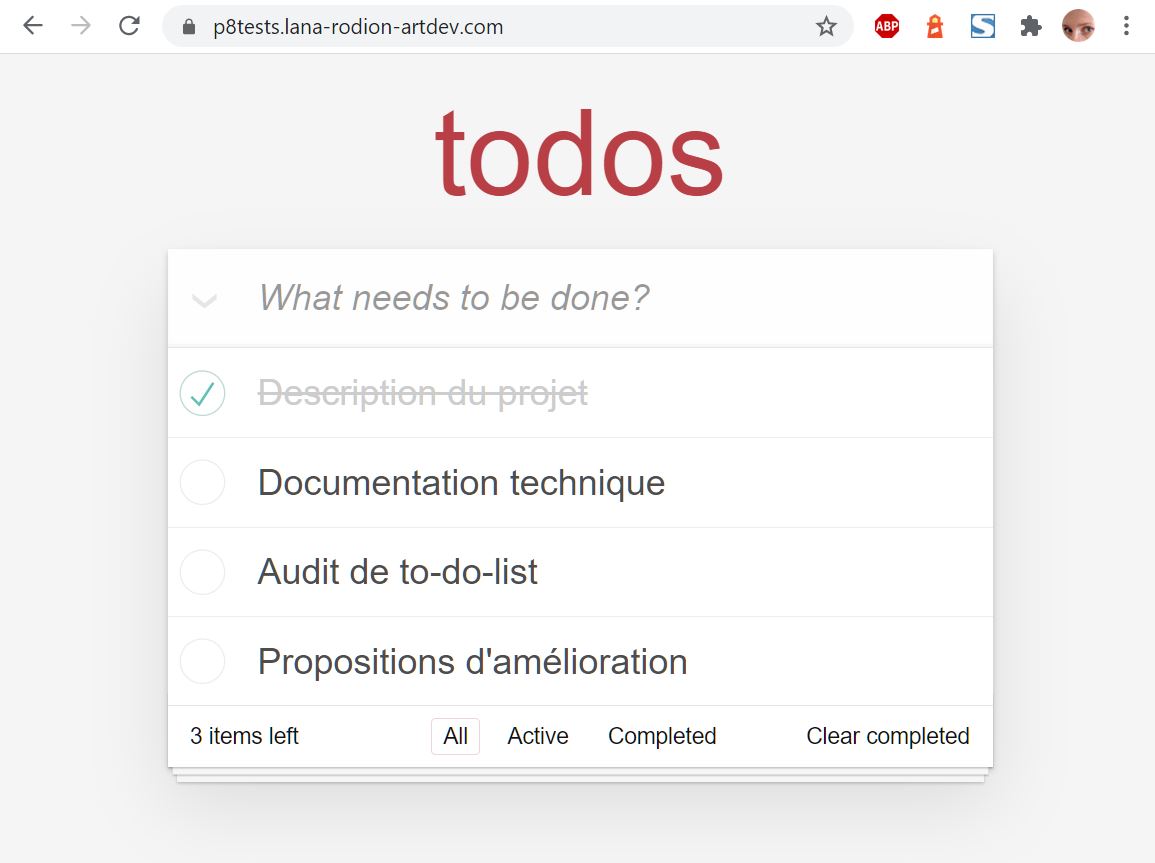 p8tests.lana-rodion-artdev.com
ABP
todos
What needs to be done?
Description du projet
Documentation technique
Audit de to-do-list
Propositions d'amélioration
3 items left All Active Completed Clear completed